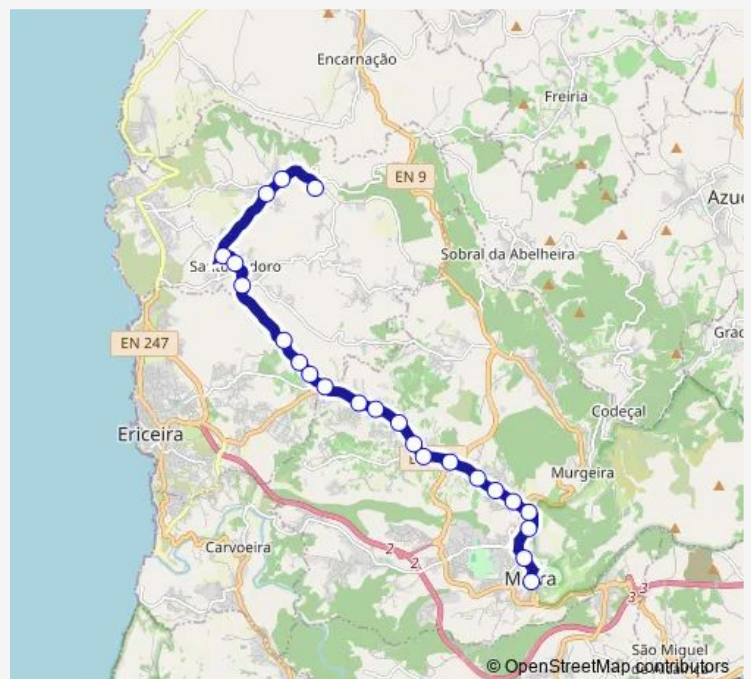 Encarnação
Freiria
EN 9
Azu
Sobral da Abelheira
EN 247
Grac
Codeçal
Ericeira
Murgeira
Carvoeira
2
2
3
3
São Miguel
© OpenStreetMap contributors